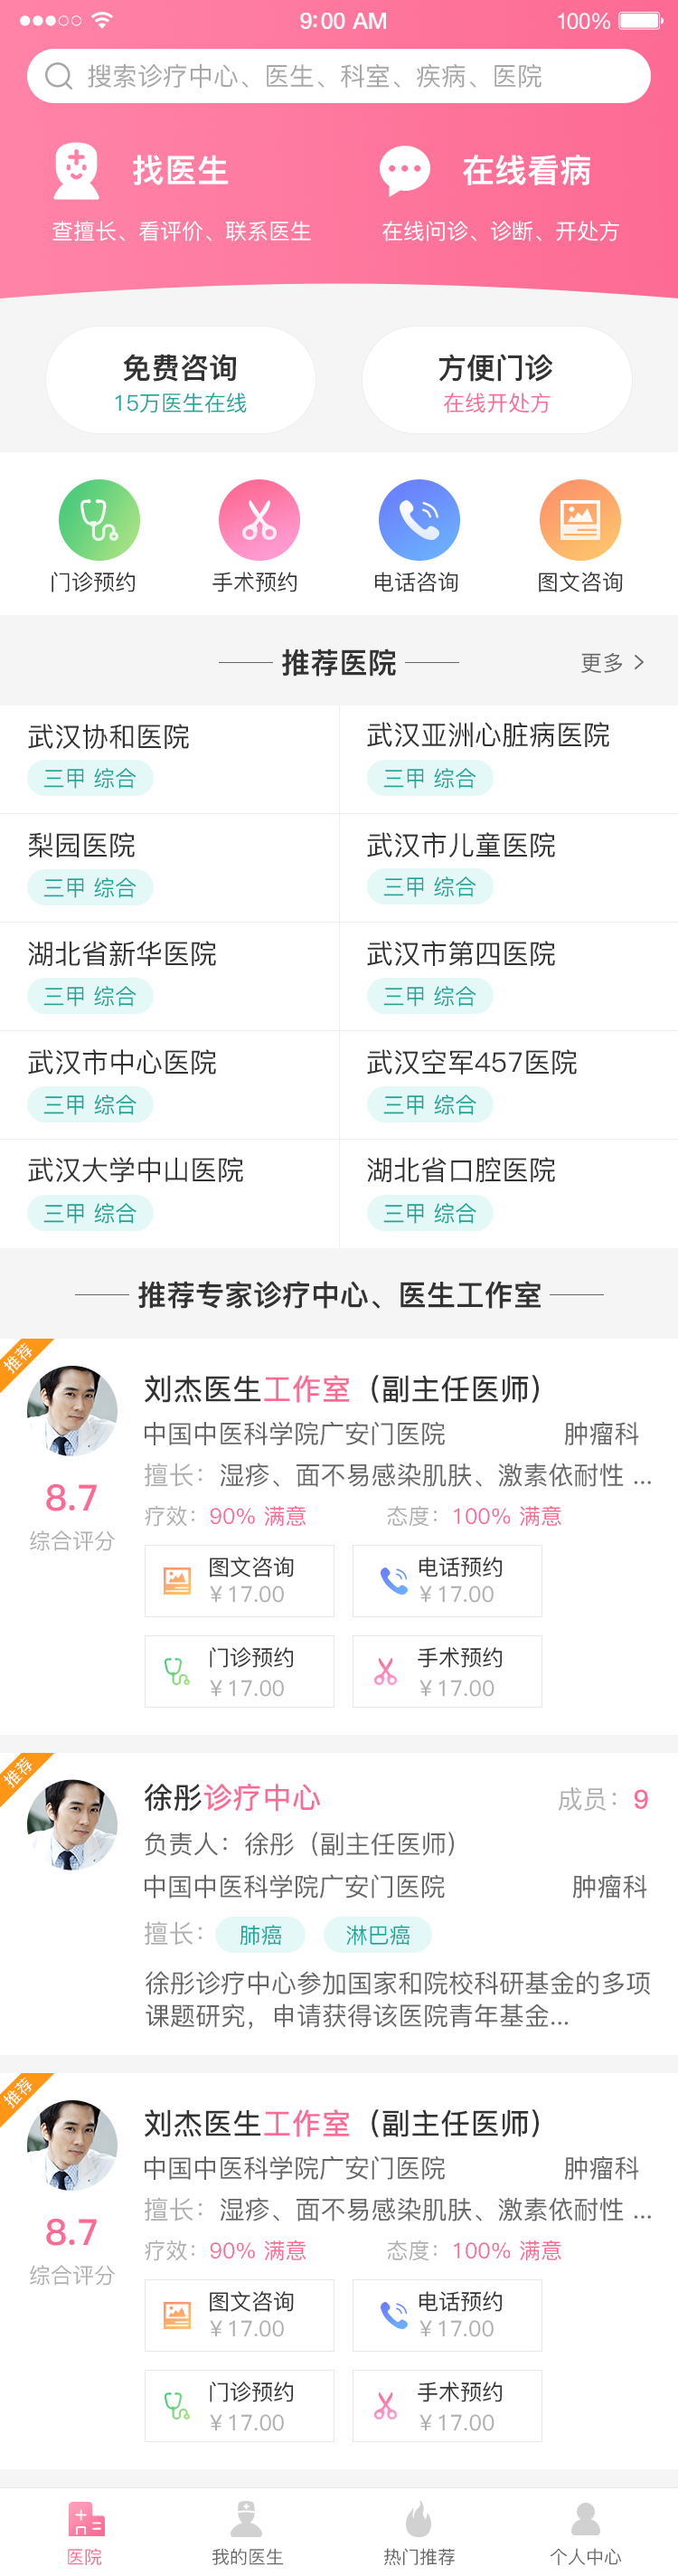 9:00 AM 100%
搜索诊疗中心、医生、科室、疾病、医院
找医生 在线看病
查擅长、看评价、联系医生 在线问诊、诊断、开处方
免费咨询 方便门诊
15万医生在线 在线开处方
门诊预约 手术预约 电话咨询 图文咨询
推荐医院 更多
武汉协和医院 武汉亚洲心脏病医院
三甲 综合 三甲 综合
梨园医院 武汉市儿童医院
三甲 综合 三甲 综合
湖北省新华医院 武汉市第四医院
三甲 综合 三甲 综合
武汉市中心医院 武汉空军457医院
三甲 综合 三甲 综合
武汉大学中山医院 湖北省口腔医院
三甲 综合 三甲 综合
推荐专家诊疗中心、医生工作室
推荐
刘杰医生工作室（副主任医师）
中国中医科学院广安门医院 肿瘤科
擅长：湿疹、面不易感染肌肤、激素依耐性 ...
8.7
疗效：90% 满意 态度：100% 满意
综合评分
图文咨询 电话预约
¥17.00 ¥17.00
门诊预约 手术预约
¥17.00 ¥17.00
推荐
徐彤诊疗中心 成员：9
负责人：徐彤（副主任医师）
中国中医科学院广安门医院 肿瘤科
擅长：肺癌 淋巴癌
徐彤诊疗中心参加国家和院校科研基金的多项
课题研究，申请获得该医院青年基金...
推荐
刘杰医生工作室（副主任医师）
中国中医科学院广安门医院 肿瘤科
擅长：湿疹、面不易感染肌肤、激素依耐性 ...
8.7
疗效：90% 满意 态度：100% 满意
综合评分
图文咨询 电话预约
¥17.00 ¥17.00
门诊预约 手术预约
¥17.00 ¥17.00
医院 我的医生 热门推荐 个人中心